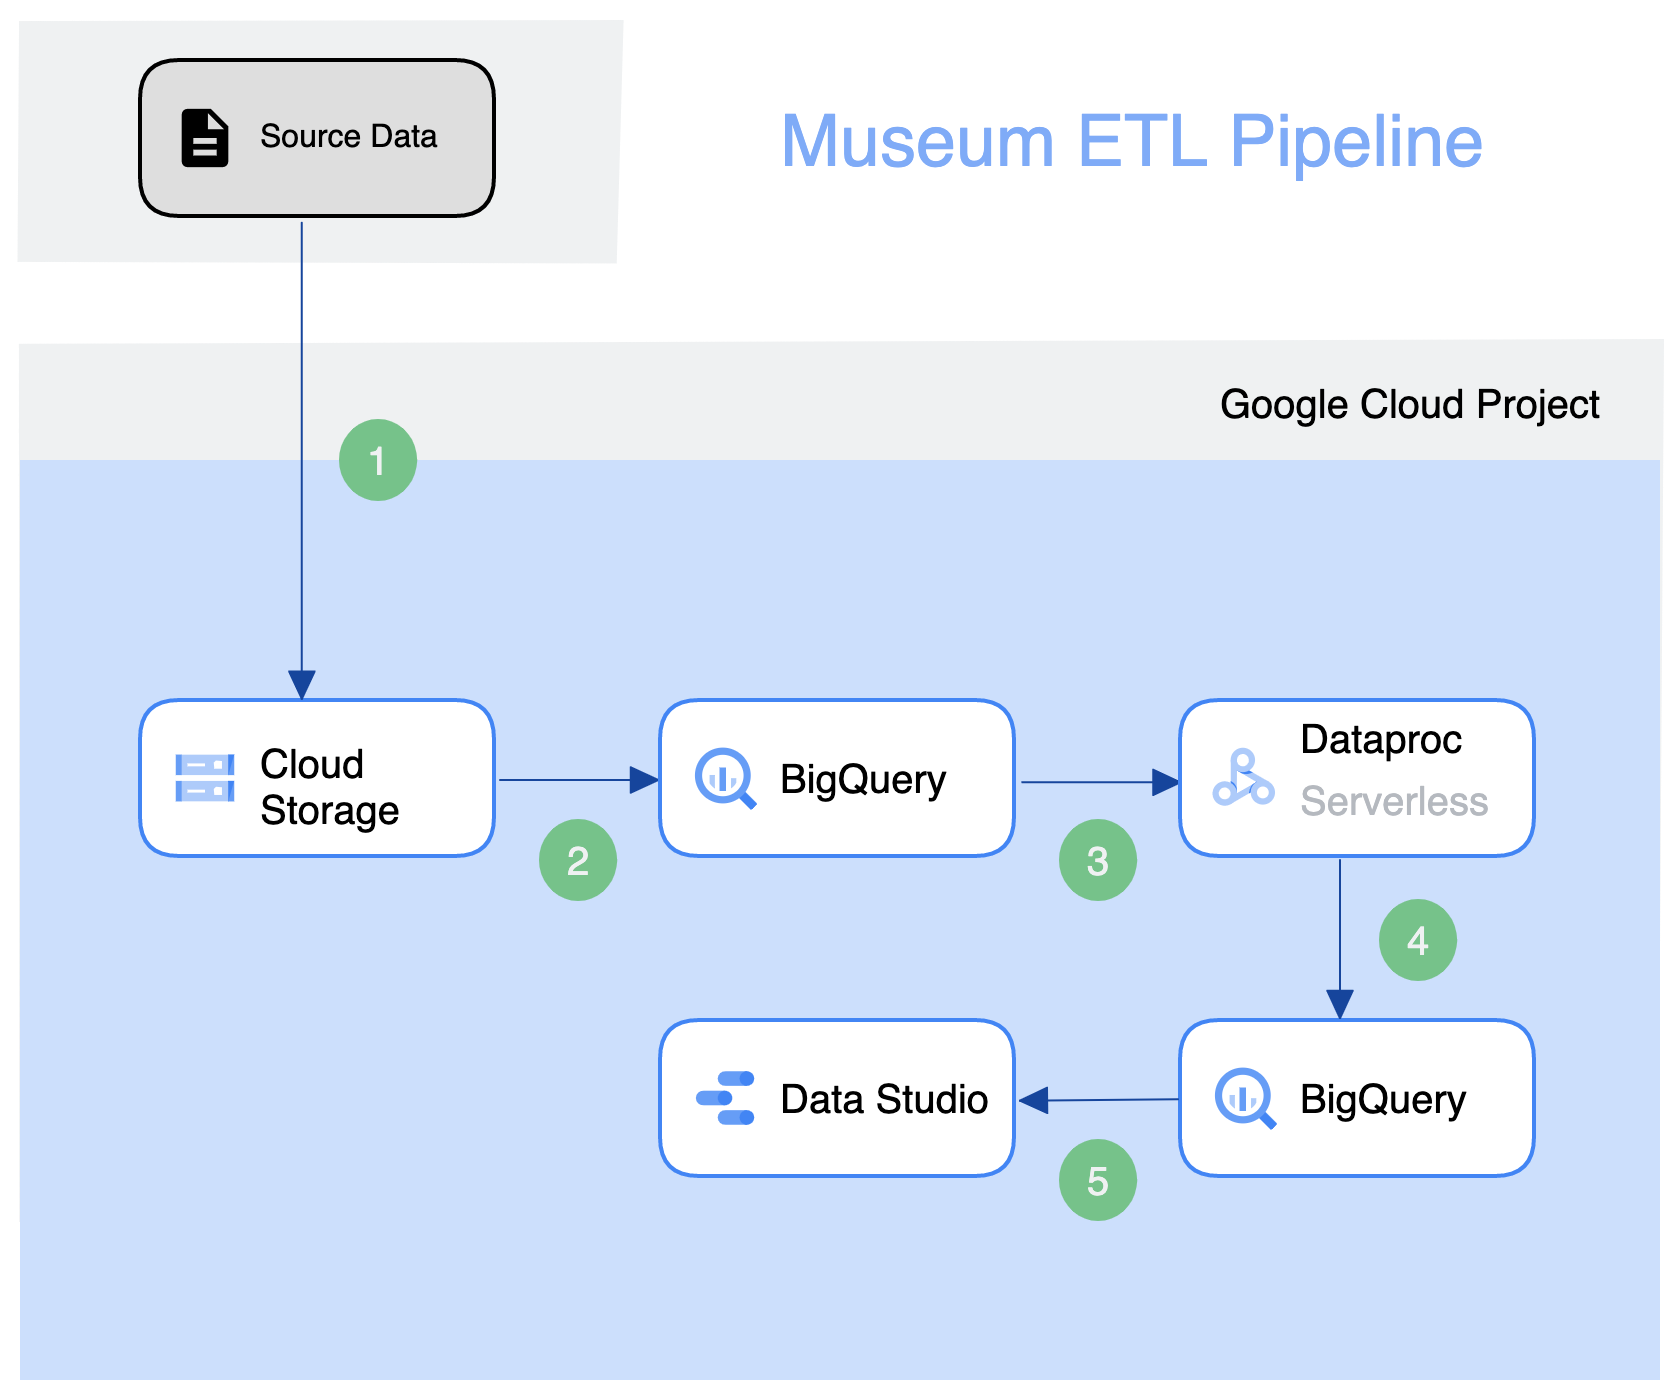 Source Data
Museum ETL Pipeline
Google Cloud Project
1
Cloud
Storage
2
BigQuery
3
Dataproc
Serverless
4
BigQuery
5
Data Studio